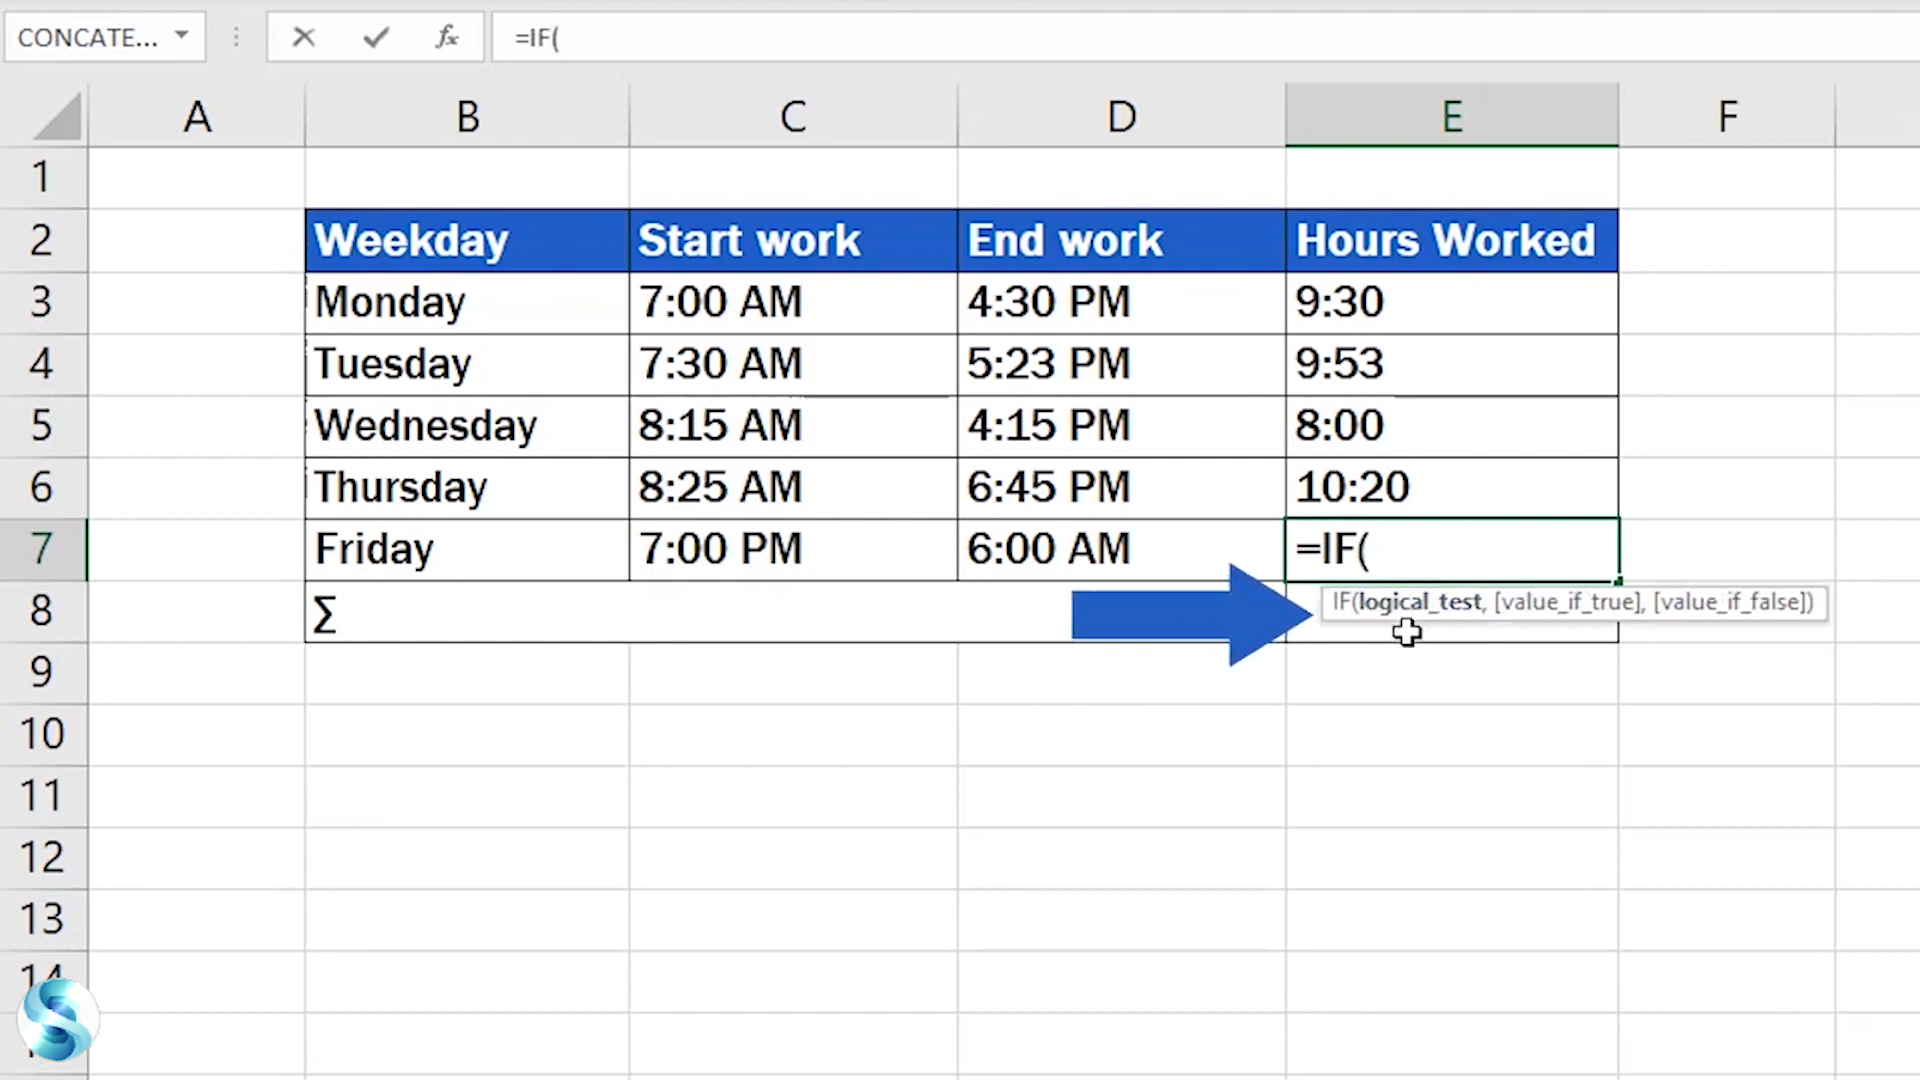 CONCATE... =IF(
A B C D E F
1
2 Weekday Start work End work Hours Worked
3 Monday 7:00 AM 4:30 PM 9:30
4 Tuesday 7:30 AM 5:23 PM 9:53
5 Wednesday 8:15 AM 4:15 PM 8:00
6 Thursday 8:25 AM 6:45 PM 10:20
7 Friday 7:00 PM 6:00 AM =IF(
IF(logical_test, [value_if_true], [value_if_false])
8 Σ
9
10
11
12
13
14